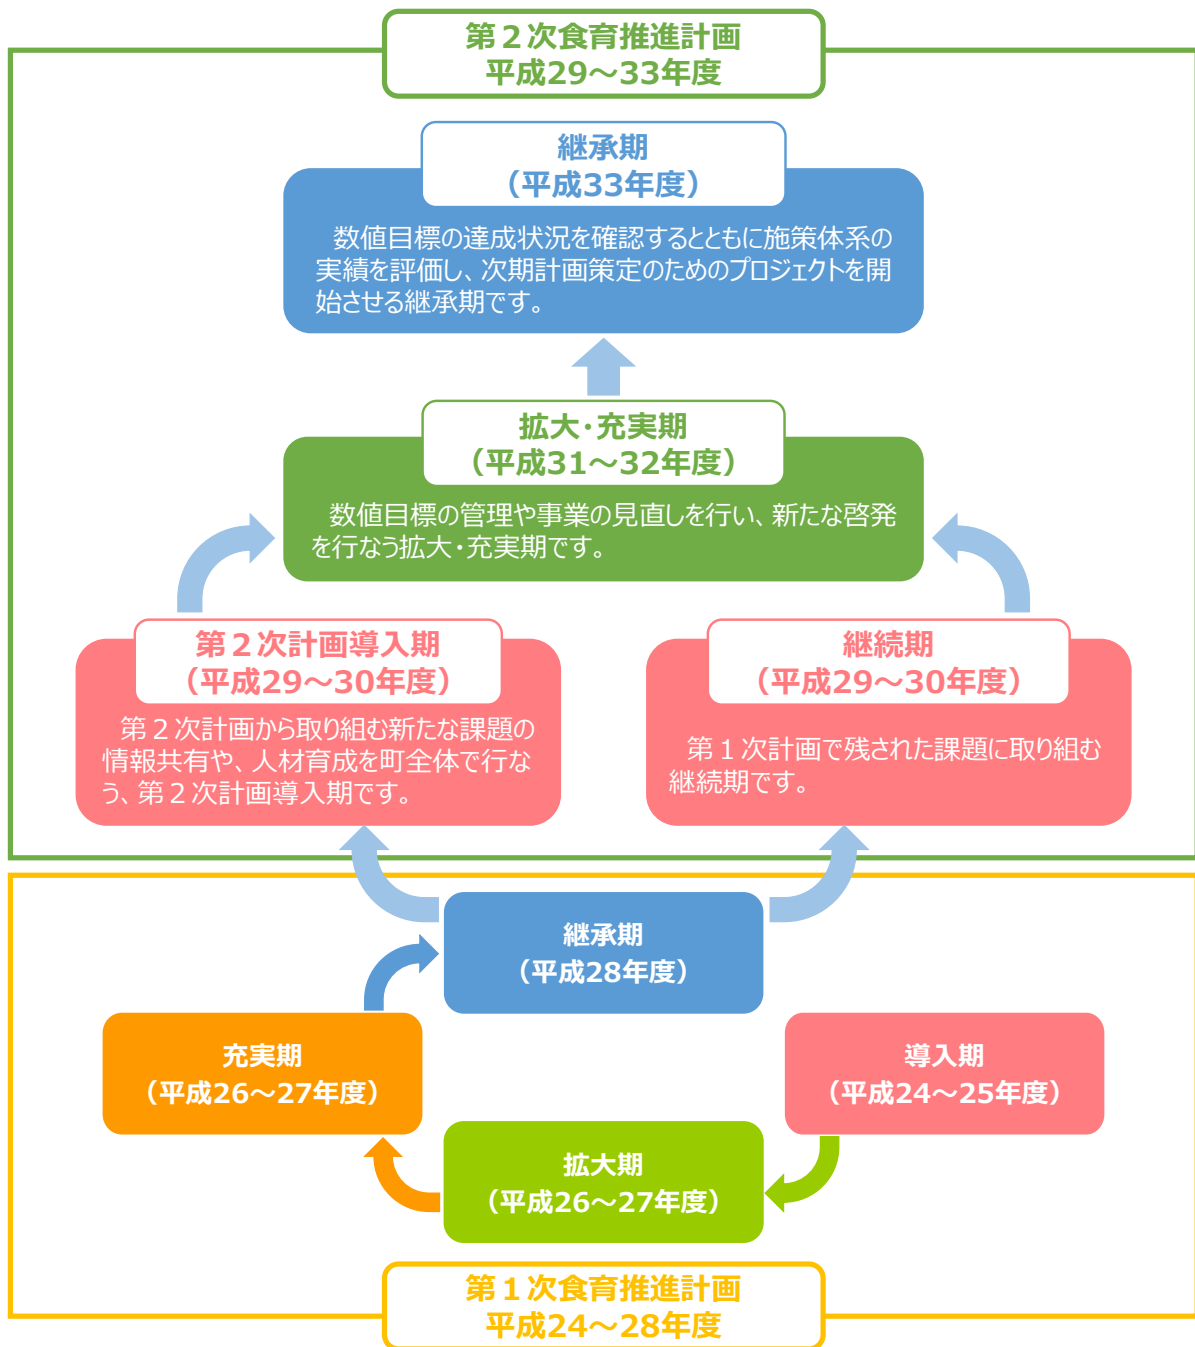 第２次食育推進計画
平成29～33年度
継承期
（平成33年度）
数値目標の達成状況を確認するとともに施策体系の
実績を評価し、次期計画策定のためのプロジェクトを開
始させる継承期です。
拡大・充実期
（平成31～32年度）
数値目標の管理や事業の見直しを行い、新たな啓発
を行なう拡大・充実期です。
第２次計画導入期
（平成29～30年度）
第２次計画から取り組む新たな課題の
情報共有や、人材育成を町全体で行な
う、第２次計画導入期です。
継続期
（平成29～30年度）
第１次計画で残された課題に取り組む
継続期です。
継承期
（平成28年度）
充実期
（平成26～27年度）
導入期
（平成24～25年度）
拡大期
（平成26～27年度）
第１次食育推進計画
平成24～28年度